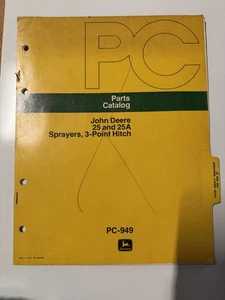 PC
Parts
Catalog
John Deere
25 and 25A
Sprayers, 3-Point Hitch
PC-949